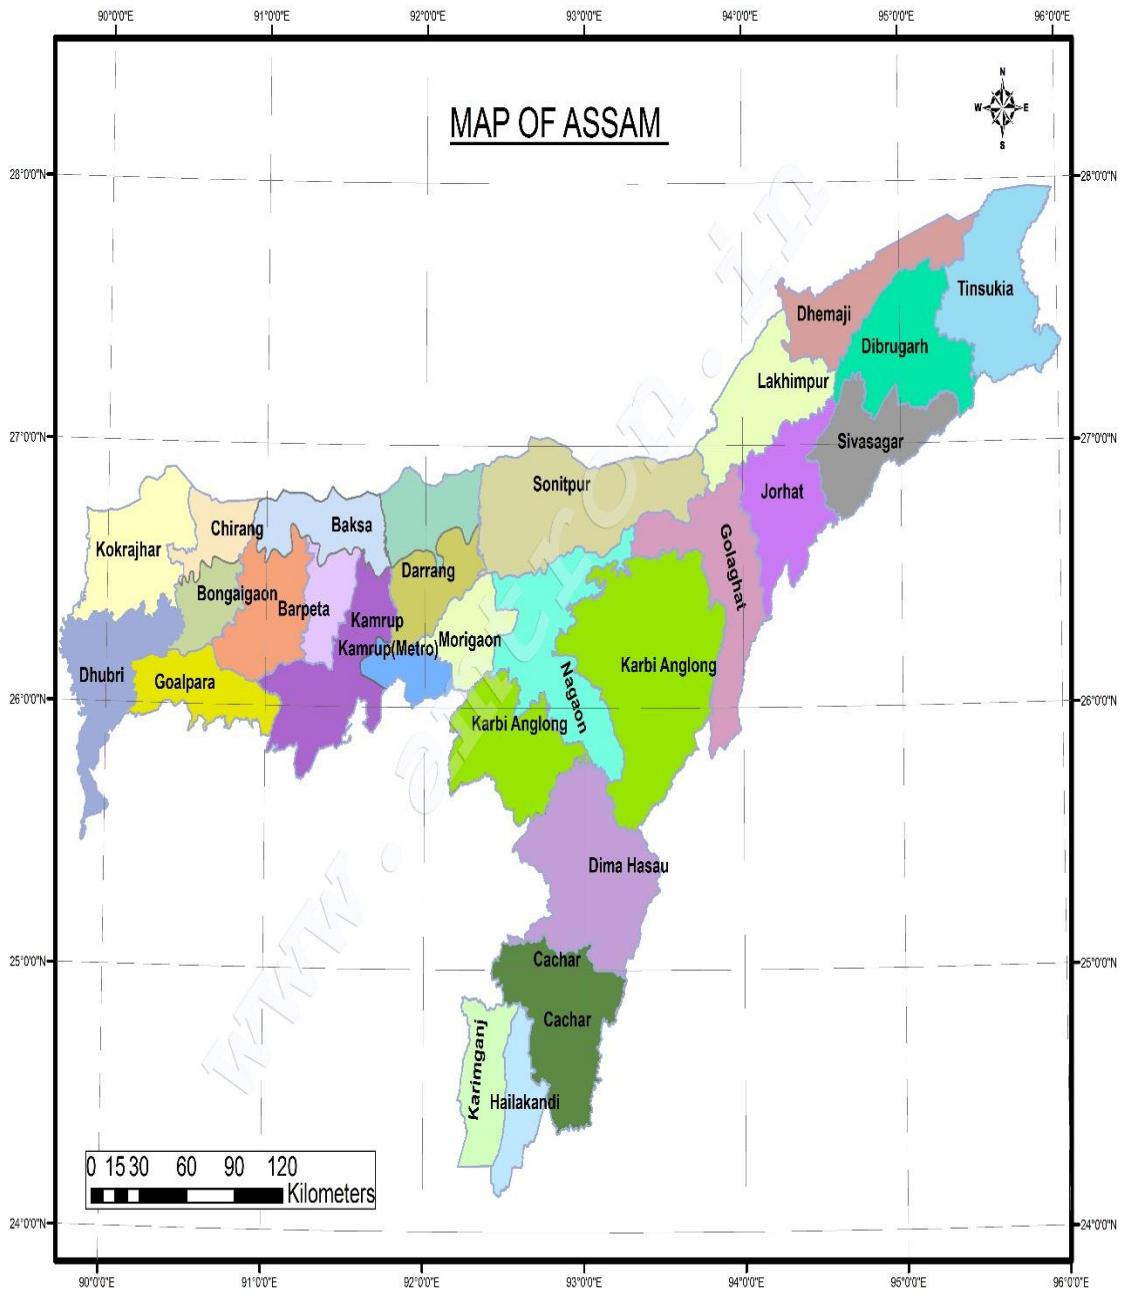 90°0'0"E 91°0'0"E 92°0'0"E 93°0'0"E 94°0'0"E 95°0'0"E 96°0'0"E
MAP OF ASSAM
N
W E
S
28°0'0"N 28°0'0"N
Tinsukia
Dhemaji
Dibrugarh
Lakhimpur
27°0'0"N 27°0'0"N
Sivasagar
Sonitpur
Jorhat
Chirang
Baksa
Kokrajhar
Golaghat
Darrang
Bongaigaon
Barpeta
Kamrup
Morigaon
Kamrup(Metro)
Karbi Anglong
Dhubri
Goalpara
Nagaon
26°0'0"N 26°0'0"N
Karbi Anglong
Dima Hasau
25°0'0"N 25°0'0"N
Cachar
Cachar
Karimganj
Hailakandi
0 15 30 60 90 120
Kilometers
24°0'0"N 24°0'0"N
90°0'0"E 91°0'0"E 92°0'0"E 93°0'0"E 94°0'0"E 95°0'0"E 96°0'0"E